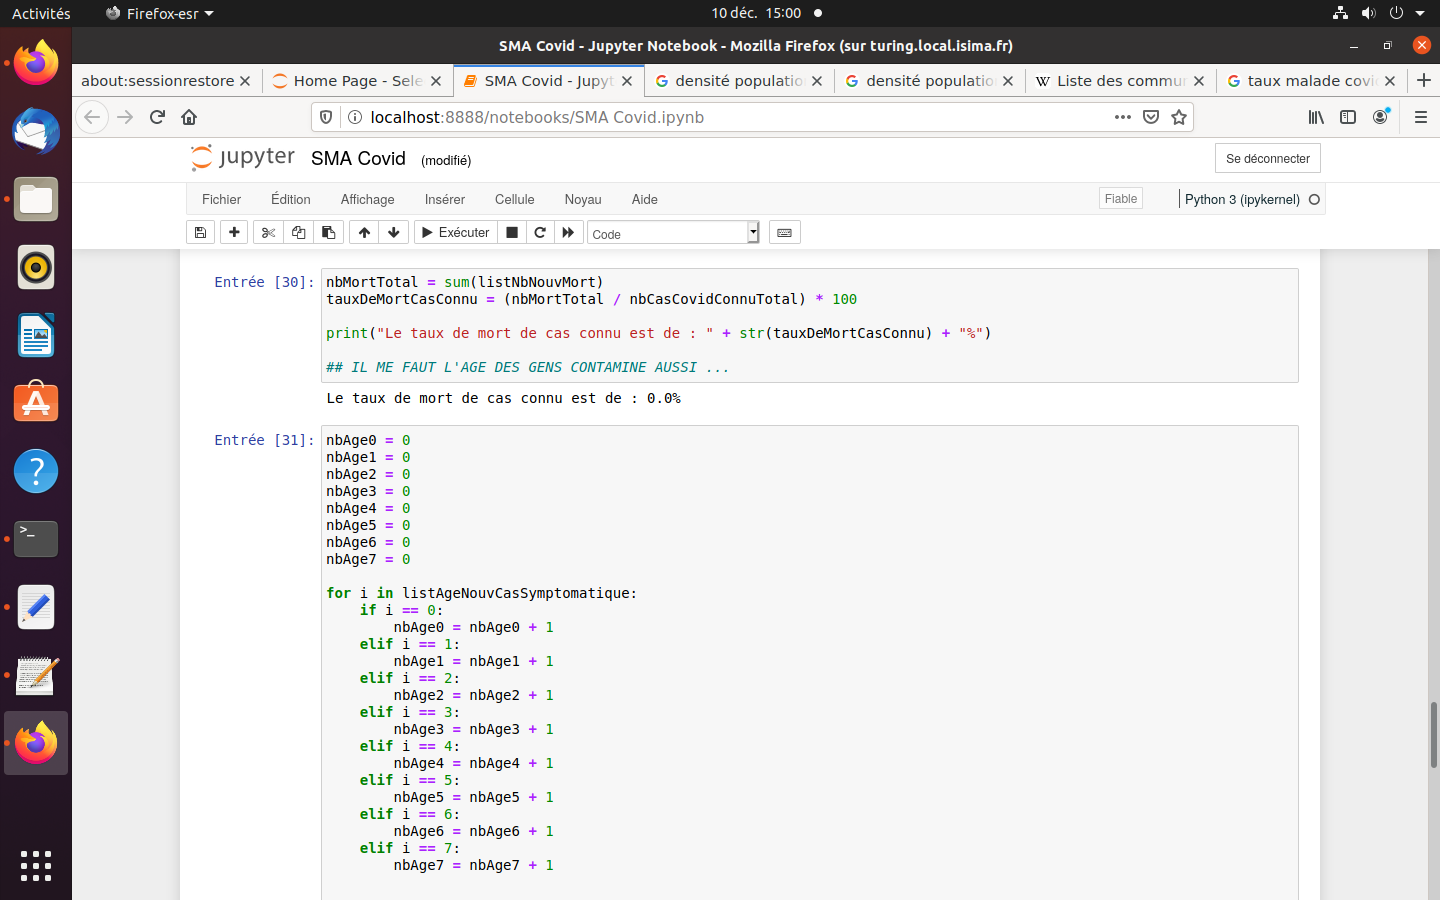 Activités
Firefox-esr
10 déc. 15:00
SMA Covid - Jupyter Notebook - Mozilla Firefox (sur turing.local.isima.fr)
about:sessionrestore
Home Page - Sele
SMA Covid - Jupyt
densité populatio
densité populatio
Liste des commu
taux malade covi
localhost:8888/notebooks/SMA Covid.ipynb
jupyter
SMA Covid
(modifié)
Se déconnecter
Fichier
Édition
Affichage
Insérer
Cellule
Noyau
Aide
Fiable
Python 3 (ipykernel)
Exécuter
Code
Entrée [30]:
nbMortTotal = sum(listNbNouvMort)
tauxDeMortCasConnu = (nbMortTotal / nbCasCovidConnuTotal) * 100
print("Le taux de mort de cas connu est de : " + str(tauxDeMortCasConnu) + "%")
## IL ME FAUT L'AGE DES GENS CONTAMINE AUSSI ...
Le taux de mort de cas connu est de : 0.0%
Entrée [31]:
nbAge0 = 0
nbAge1 = 0
nbAge2 = 0
nbAge3 = 0
nbAge4 = 0
nbAge5 = 0
nbAge6 = 0
nbAge7 = 0
for i in listAgeNouvCasSymptomatique:
    if i == 0:
        nbAge0 = nbAge0 + 1
    elif i == 1:
        nbAge1 = nbAge1 + 1
    elif i == 2:
        nbAge2 = nbAge2 + 1
    elif i == 3:
        nbAge3 = nbAge3 + 1
    elif i == 4:
        nbAge4 = nbAge4 + 1
    elif i == 5:
        nbAge5 = nbAge5 + 1
    elif i == 6:
        nbAge6 = nbAge6 + 1
    elif i == 7:
        nbAge7 = nbAge7 + 1